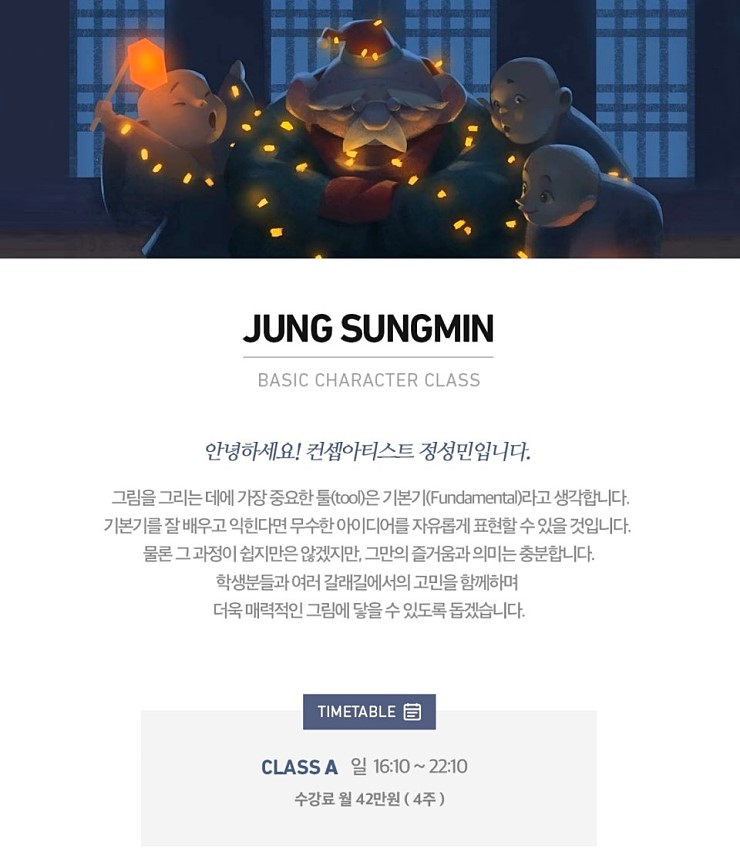 JUNG SUNGMIN
BASIC CHARACTER CLASS
안녕하세요! 컨셉아티스트 정성민입니다.
그림을 그리는 데에 가장 중요한 툴(tool)은 기본기(Fundamental)라고 생각합니다.
기본기를 잘 배우고 익힌다면 무수한 아이디어를 자유롭게 표현할 수 있을 것입니다.
물론 그 과정이 쉽지만은 않겠지만, 그만의 즐거움과 의미는 충분합니다.
학생분들과 여러 갈래길에서의 고민을 함께하며
더욱 매력적인 그림에 닿을 수 있도록 돕겠습니다.
TIMETABLE
CLASS A 일 16:10 ~ 22:10
수강료 월 42만원 ( 4주 )